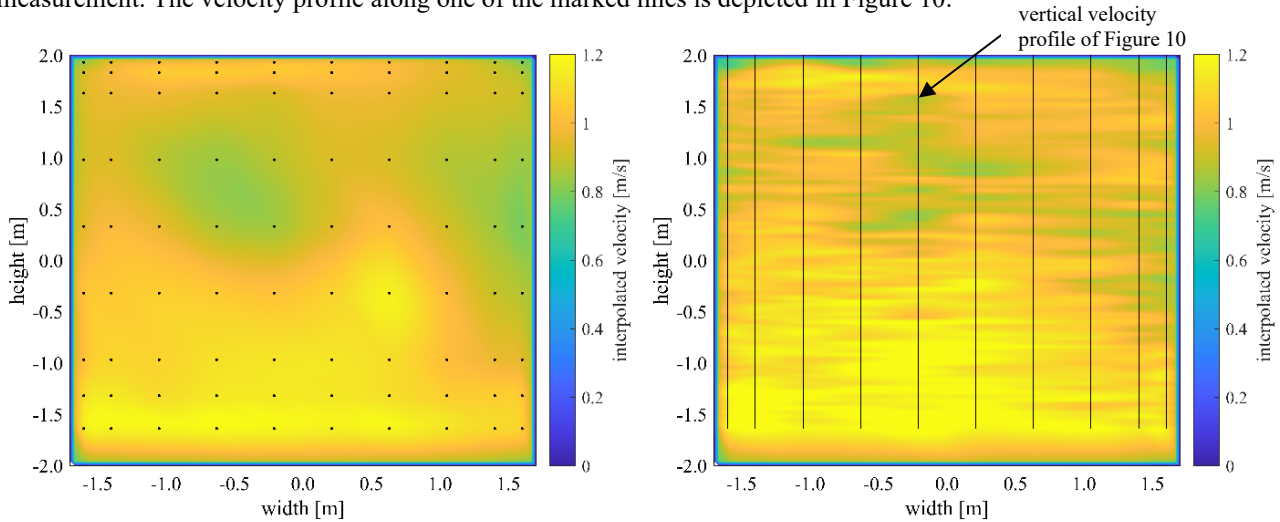 measurement. The velocity profile along one of the marked lines is depicted in Figure 10.
vertical velocity
profile of Figure 10
2.0
1.5
1.0
0.5
0.0
-0.5
-1.0
-1.5
-2.0
height [m]
-1.5 -1.0 -0.5 0.0 0.5 1.0 1.5
width [m]
1.2
1
0.8
0.6
0.4
0.2
0
interpolated velocity [m/s]
2.0
1.5
1.0
0.5
0.0
-0.5
-1.0
-1.5
-2.0
height [m]
-1.5 -1.0 -0.5 0.0 0.5 1.0 1.5
width [m]
1.2
1
0.8
0.6
0.4
0.2
0
interpolated velocity [m/s]